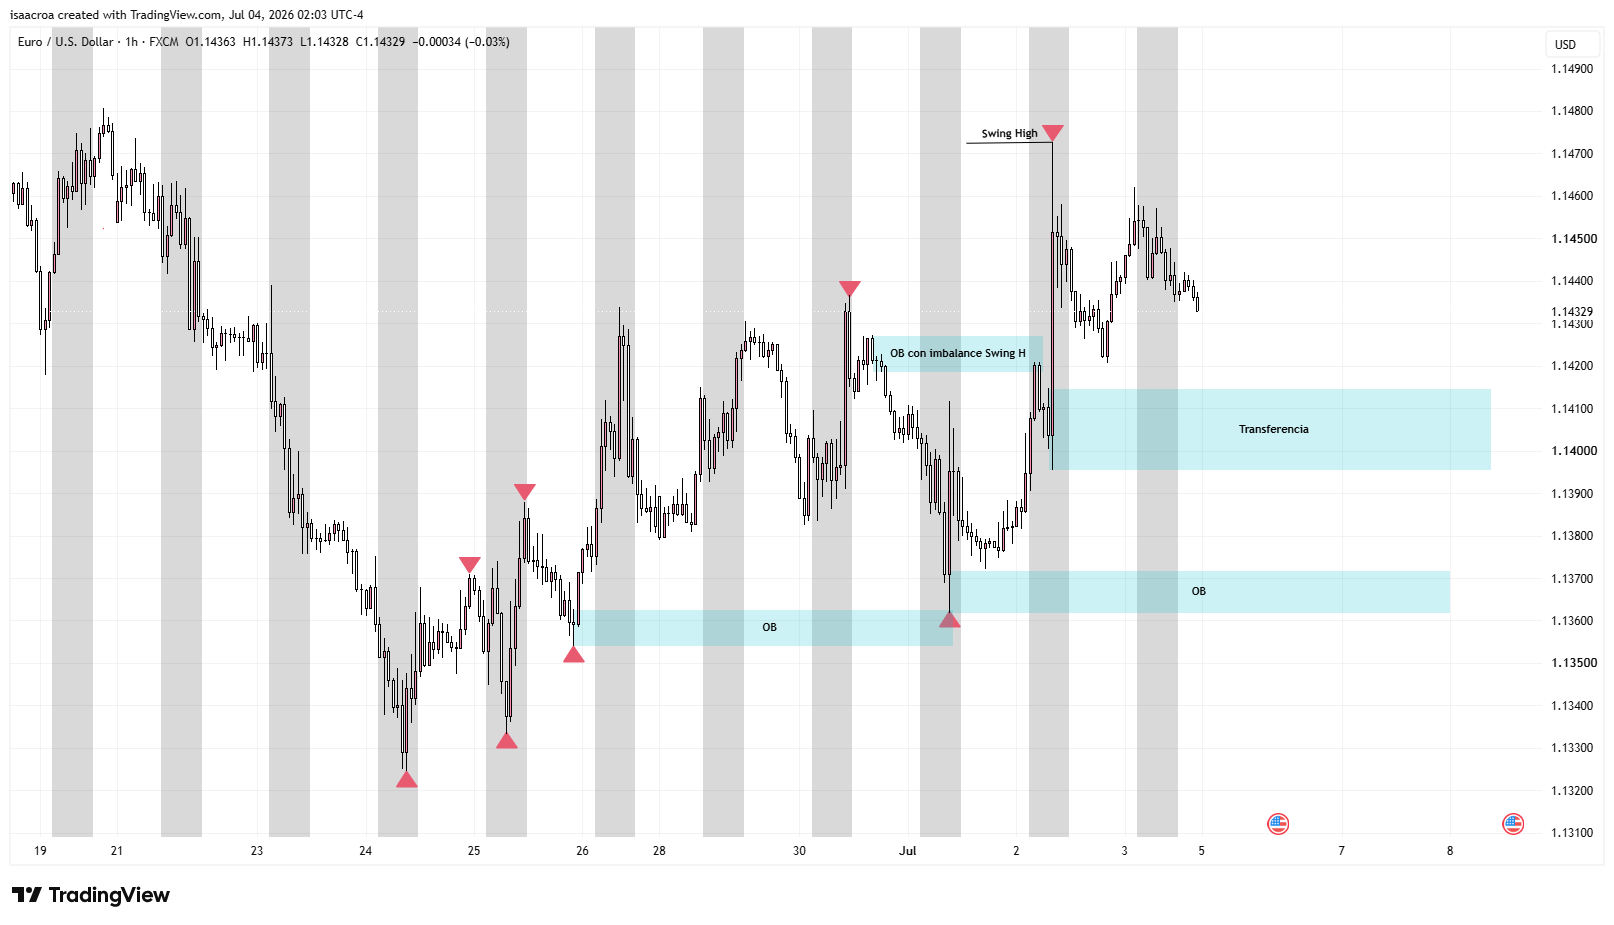 isaacroa created with TradingView.com, Jul 04, 2026 02:03 UTC-4
Euro / U.S. Dollar · 1h · FXCM O1.14363 H1.14373 L1.14328 C1.14329 −0.00034 (−0.03%)
USD
1.14900
1.14800
Swing High
1.14700
1.14600
1.14500
1.14400
1.14329
1.14300
OB con imbalance Swing H
1.14200
1.14100
Transferencia
1.14000
1.13900
1.13800
1.13700
OB
1.13600
OB
1.13500
1.13400
1.13300
1.13200
1.13100
19 21 23 24 25 26 28 30 Jul 2 3 5 7 8
TradingView